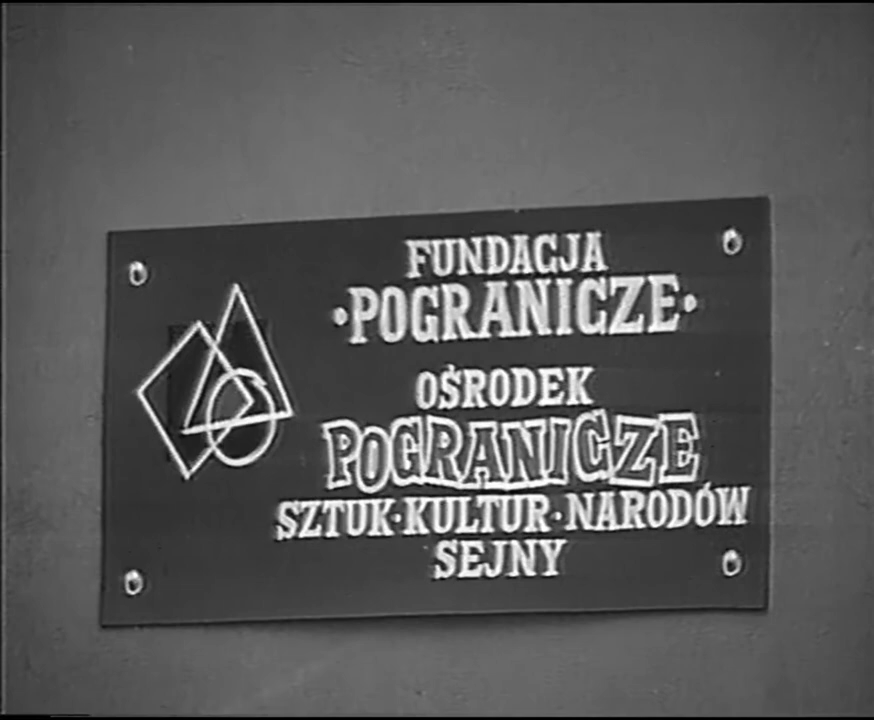 FUNDACJA
·POGRANICZE·
OŚRODEK
POGRANICZE
SZTUK·KULTUR·NARODÓW
SEJNY